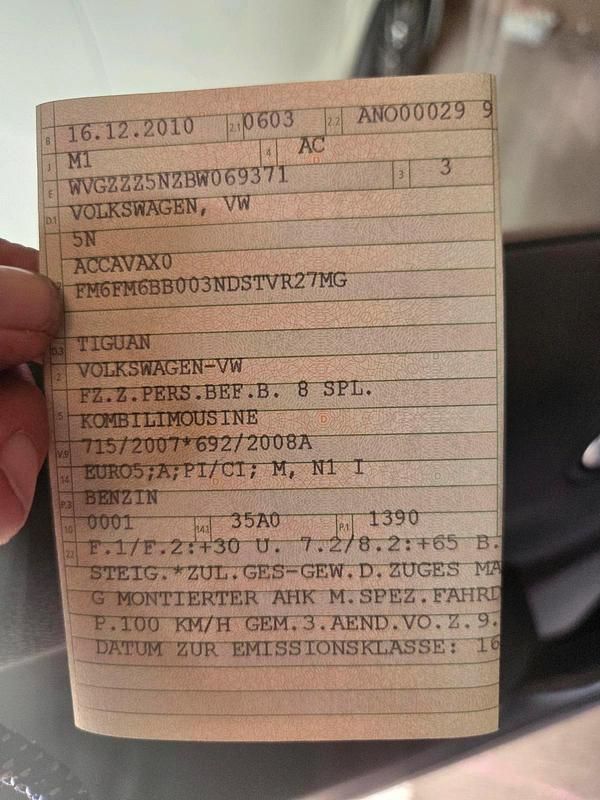 B 16.12.2010 2.1 0603 2.2 ANO00029 9
J M1 4 AC
E WVGZZZ5NZBW069371 3 3
D.1 VOLKSWAGEN, VW
5N
ACCAVAX0
FM6FM6BB003NDSTVR27MG
D.3 TIGUAN
2 VOLKSWAGEN-VW
FZ.Z.PERS.BEF.B. 8 SPL.
5 KOMBILIMOUSINE
V.9 715/2007*692/2008A
14 EURO5;A;PI/CI; M, N1 I
P.3 BENZIN
10 0001 14.1 35A0 P.1 1390
22 F.1/F.2:+30 U. 7.2/8.2:+65 B.
STEIG.*ZUL.GES-GEW.D.ZUGES MA
G MONTIERTER AHK M.SPEZ.FAHRD
P.100 KM/H GEM.3.AEND.VO.Z.9.
DATUM ZUR EMISSIONSKLASSE: 16